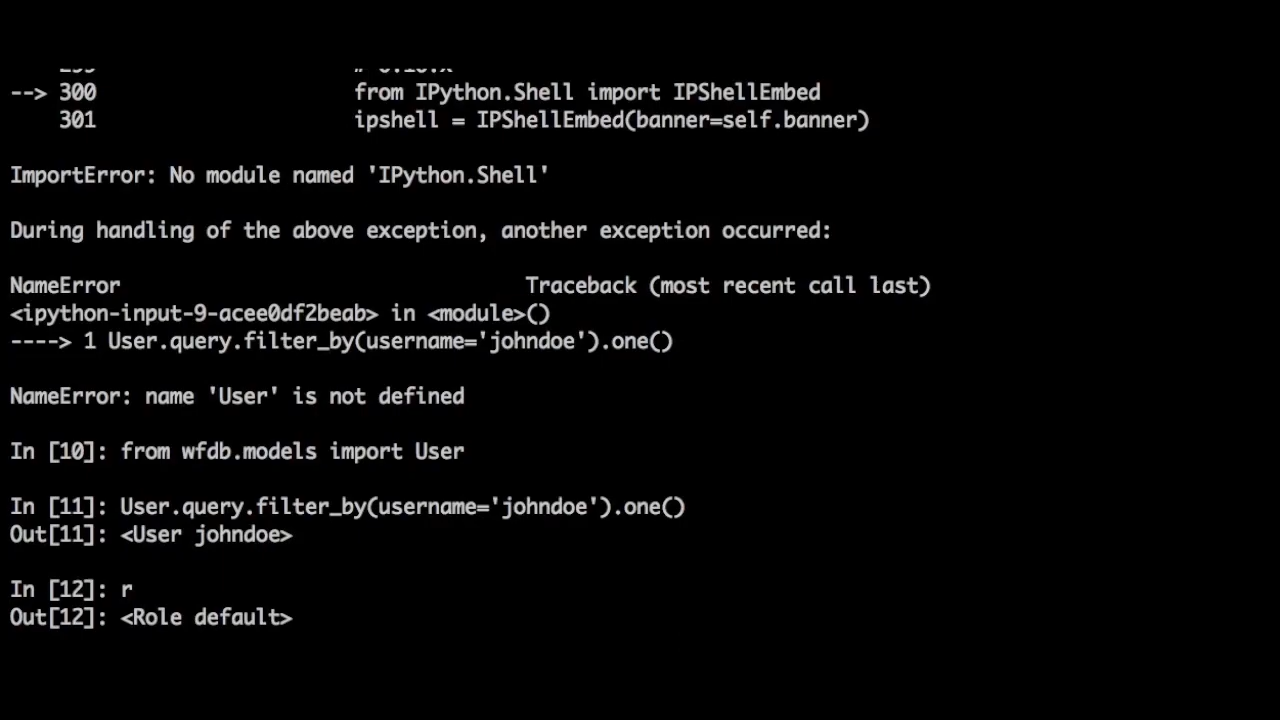 --> 300                     from IPython.Shell import IPShellEmbed
    301                     ipshell = IPShellEmbed(banner=self.banner)
ImportError: No module named 'IPython.Shell'
During handling of the above exception, another exception occurred:
NameError                                 Traceback (most recent call last)
<ipython-input-9-acee0df2beab> in <module>()
----> 1 User.query.filter_by(username='johndoe').one()
NameError: name 'User' is not defined
In [10]: from wfdb.models import User
In [11]: User.query.filter_by(username='johndoe').one()
Out[11]: <User johndoe>
In [12]: r
Out[12]: <Role default>